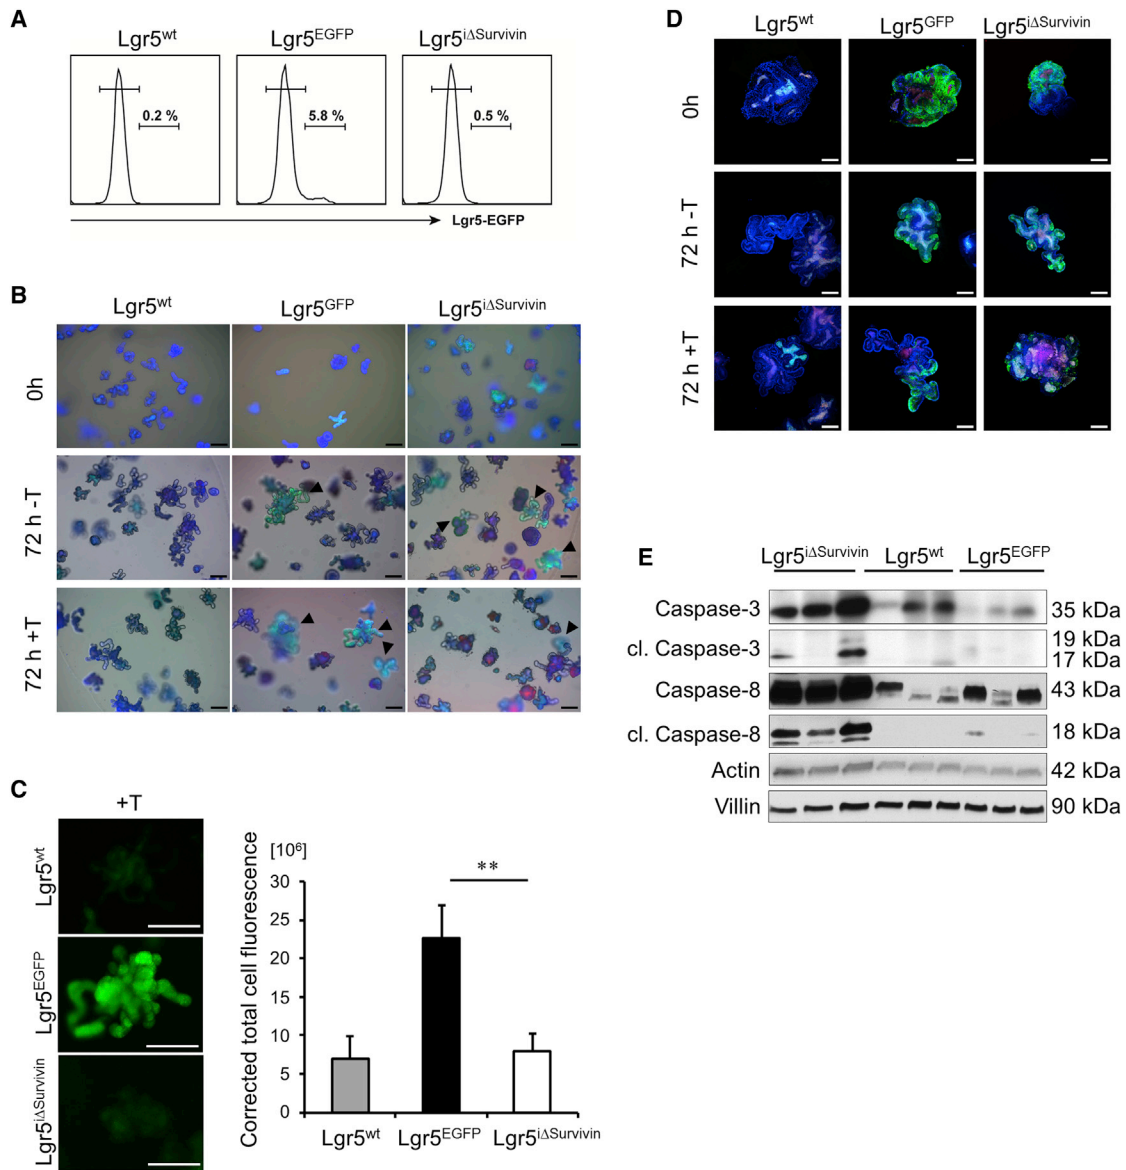 A
Lgr5wt
Lgr5EGFP
Lgr5iΔSurvivin
0.2 %
5.8 %
0.5 %
Lgr5-EGFP
B
Lgr5wt
Lgr5GFP
Lgr5iΔSurvivin
0h
72 h -T
72 h +T
C
+T
Lgr5wt
Lgr5EGFP
Lgr5iΔSurvivin
Corrected total cell fluorescence
[10⁶]
**
30
25
20
15
10
5
0
Lgr5wt
Lgr5EGFP
Lgr5iΔSurvivin
D
Lgr5wt
Lgr5GFP
Lgr5iΔSurvivin
0h
72 h -T
72 h +T
E
Lgr5iΔSurvivin
Lgr5wt
Lgr5EGFP
Caspase-3
35 kDa
cl. Caspase-3
19 kDa
17 kDa
Caspase-8
43 kDa
cl. Caspase-8
18 kDa
Actin
42 kDa
Villin
90 kDa